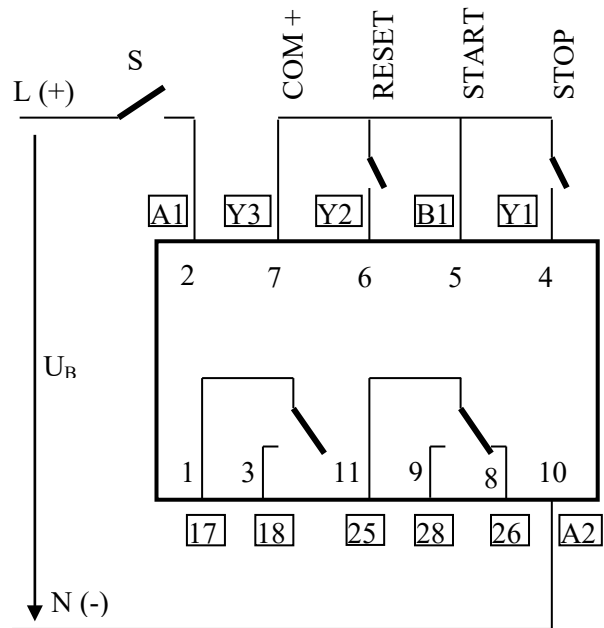 COM +
RESET
START
STOP
S
L (+)
A1 Y3 Y2 B1 Y1
2 7 6 5 4
U_B
1 3 11 9 8 10
17 18 25 28 26 A2
N (-)